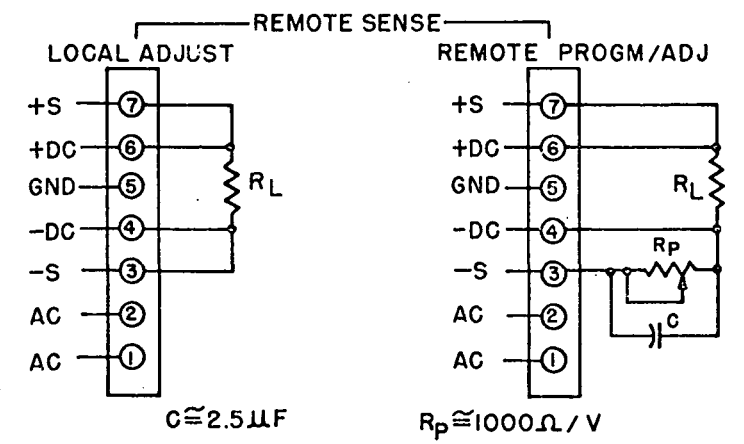 REMOTE SENSE
LOCAL ADJUST
+S 7
+DC 6
GND 5
RL
-DC 4
-S 3
AC 2
AC 1
C≅2.5µF
REMOTE PROGM/ADJ
+S 7
+DC 6
GND 5
RL
-DC 4
RP
-S 3
AC 2
C
AC 1
Rp≅1000Ω/V